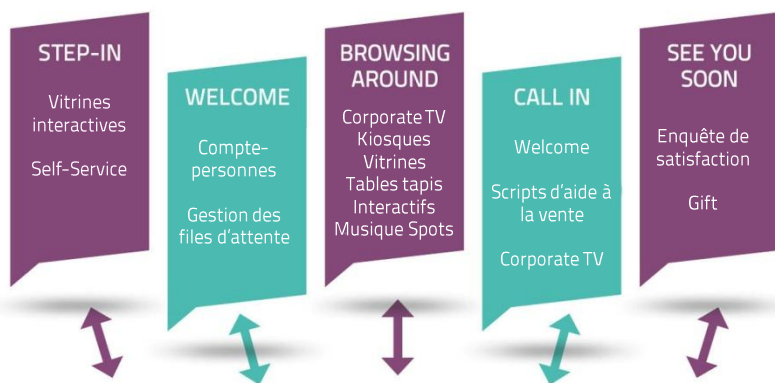 STEP-IN
Vitrines
interactives
Self-Service
WELCOME
Compte-
personnes
Gestion des
files d'attente
BROWSING
AROUND
Corporate TV
Kiosques
Vitrines
Tables tapis
Interactifs
Musique Spots
CALL IN
Welcome
Scripts d'aide à
la vente
Corporate TV
SEE YOU
SOON
Enquête de
satisfaction
Gift